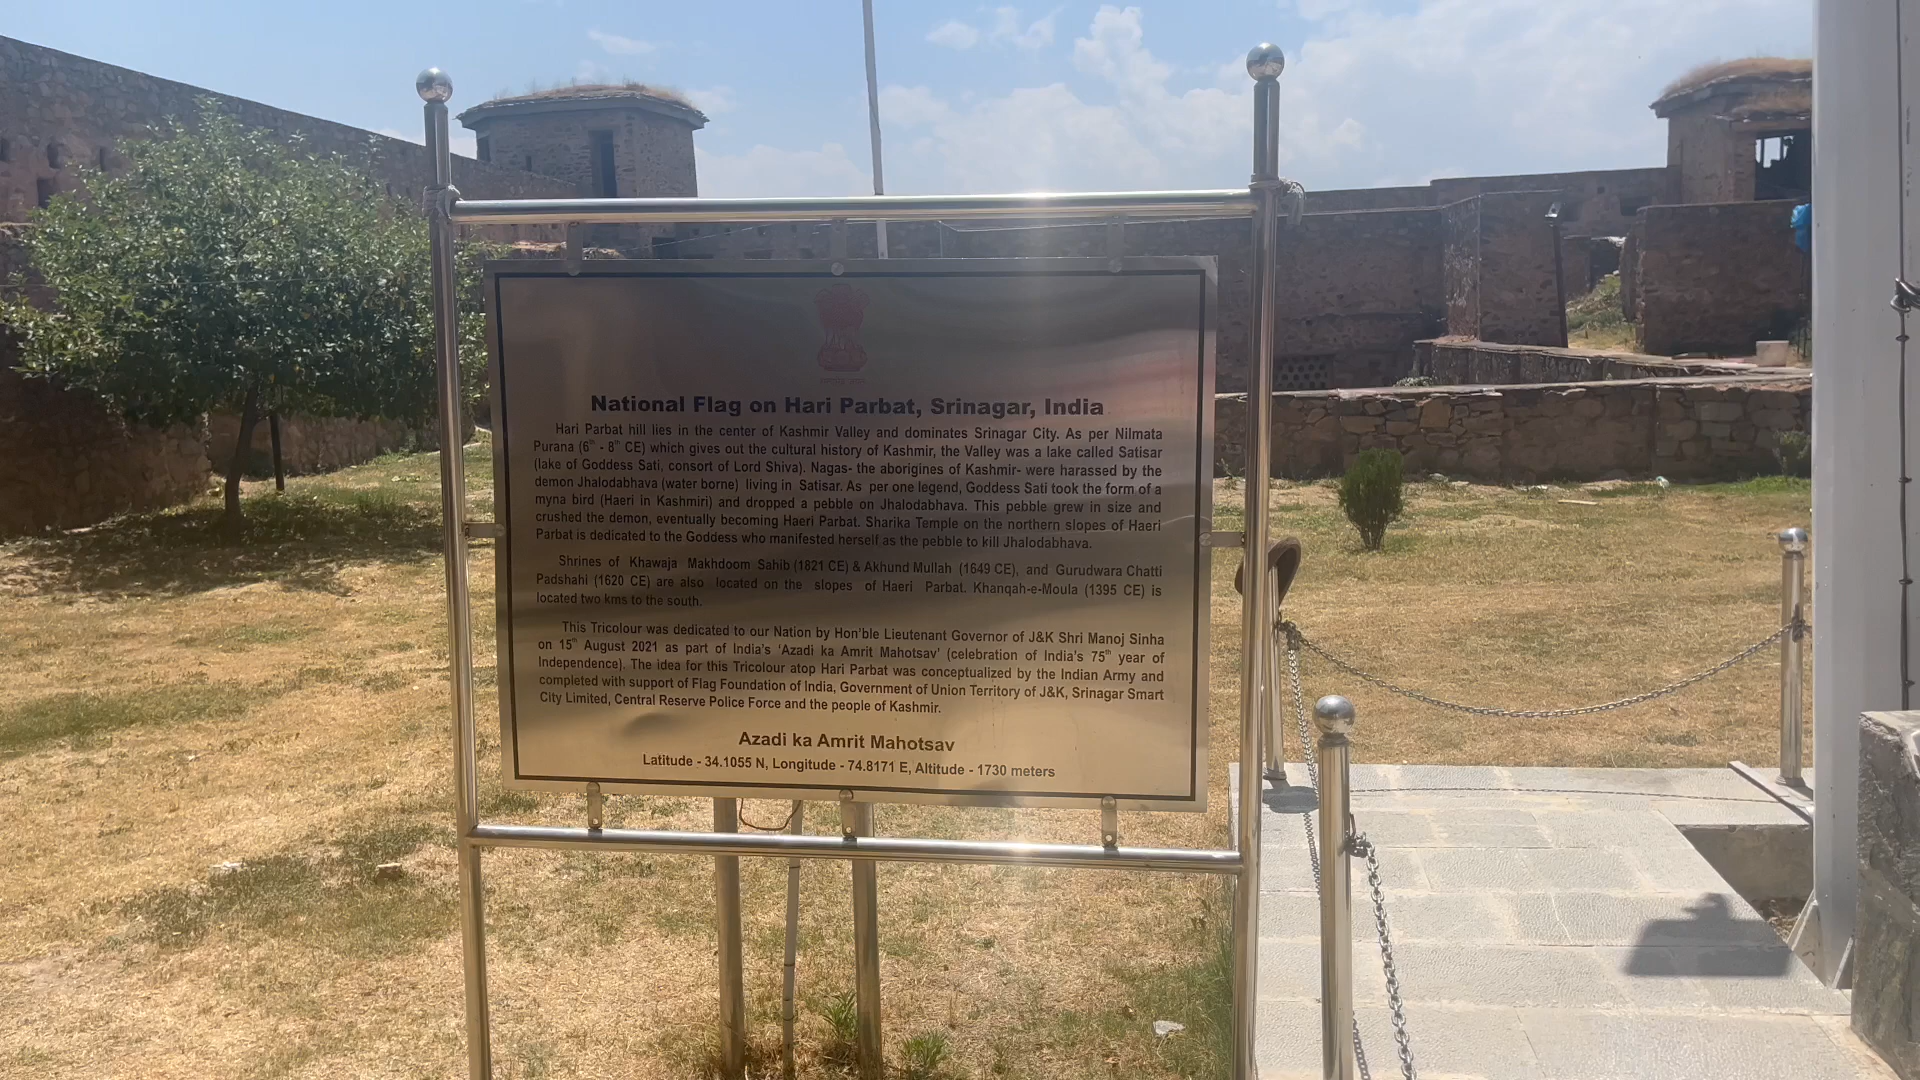 National Flag on Hari Parbat, Srinagar, India
Hari Parbat hill lies in the center of Kashmir Valley and dominates Srinagar City. As per Nilmata
Purana (6th - 8th CE) which gives out the cultural history of Kashmir, the Valley was a lake called Satisar
(lake of Goddess Sati, consort of Lord Shiva). Nagas- the aborigines of Kashmir- were harassed by the
demon Jhalodabhava (water borne) living in Satisar. As per one legend, Goddess Sati took the form of a
myna bird (Haeri in Kashmiri) and dropped a pebble on Jhalodabhava. This pebble grew in size and
crushed the demon, eventually becoming Haeri Parbat. Sharika Temple on the northern slopes of Haeri
Parbat is dedicated to the Goddess who manifested herself as the pebble to kill Jhalodabhava.
Shrines of Khawaja Makhdoom Sahib (1821 CE) & Akhund Mullah (1649 CE), and Gurudwara Chatti
Padshahi (1620 CE) are also located on the slopes of Haeri Parbat. Khanqah-e-Moula (1395 CE) is
located two kms to the south.
This Tricolour was dedicated to our Nation by Hon'ble Lieutenant Governor of J&K Shri Manoj Sinha
on 15th August 2021 as part of India's 'Azadi ka Amrit Mahotsav' (celebration of India's 75th year of
Independence). The idea for this Tricolour atop Hari Parbat was conceptualized by the Indian Army and
completed with support of Flag Foundation of India, Government of Union Territory of J&K, Srinagar Smart
City Limited, Central Reserve Police Force and the people of Kashmir.
Azadi ka Amrit Mahotsav
Latitude - 34.1055 N, Longitude - 74.8171 E, Altitude - 1730 meters